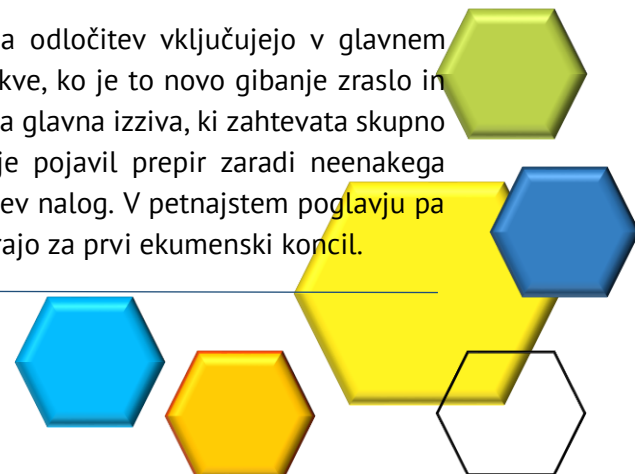 a odločitev vključujejo v glavnem
kve, ko je to novo gibanje zraslo in
a glavna izziva, ki zahtevata skupno
je pojavil prepir zaradi neenakega
ev nalog. V petnajstem poglavju pa
rajo za prvi ekumenski koncil.